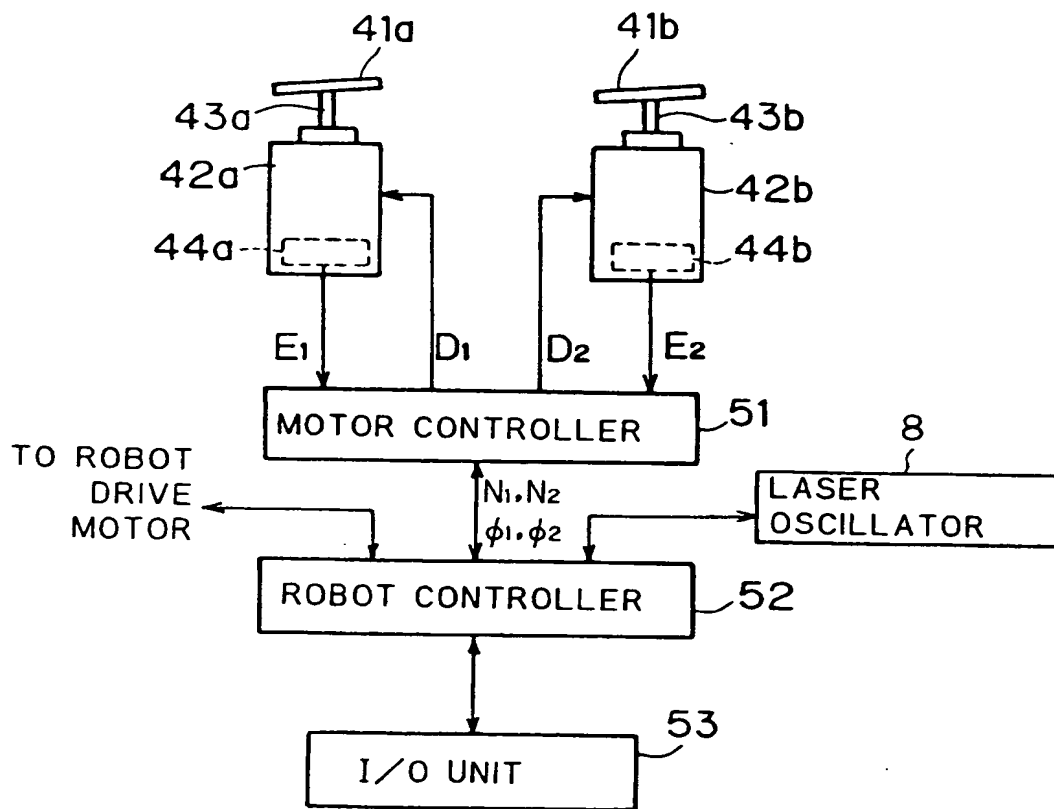 41a
41b
43a
43b
42a
42b
44a
44b
E1
D1
D2
E2
MOTOR CONTROLLER
51
TO ROBOT
DRIVE
MOTOR
N1.N2
ϕ1.ϕ2
8
LASER
OSCILLATOR
ROBOT CONTROLLER
52
53
I/O UNIT